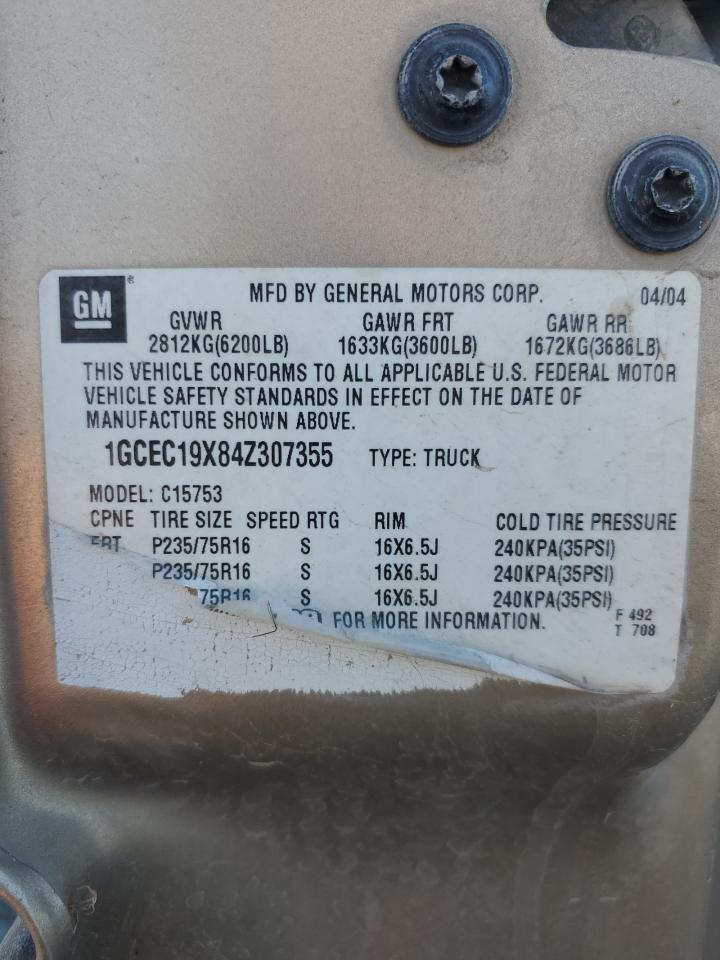 GM ®
MFD BY GENERAL MOTORS CORP. 04/04
GVWR GAWR FRT GAWR RR
2812KG(6200LB) 1633KG(3600LB) 1672KG(3686LB)
THIS VEHICLE CONFORMS TO ALL APPLICABLE U.S. FEDERAL MOTOR
VEHICLE SAFETY STANDARDS IN EFFECT ON THE DATE OF
MANUFACTURE SHOWN ABOVE.
1GCEC19X84Z307355 TYPE: TRUCK
MODEL: C15753
CPNE TIRE SIZE SPEED RTG RIM COLD TIRE PRESSURE
FRT P235/75R16 S 16X6.5J 240KPA(35PSI)
P235/75R16 S 16X6.5J 240KPA(35PSI)
/75R16 S 16X6.5J 240KPA(35PSI)
FOR MORE INFORMATION. F 492
T 708